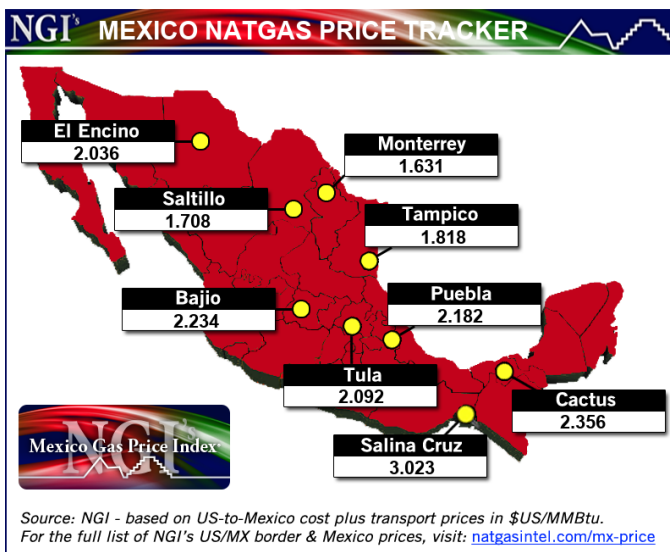 NGI's MEXICO NATGAS PRICE TRACKER
El Encino
2.036
Monterrey
1.631
Saltillo
1.708
Tampico
1.818
Bajio
2.234
Puebla
2.182
Tula
2.092
Cactus
2.356
Salina Cruz
3.023
NGI's
Mexico Gas Price Index
Source: NGI - based on US-to-Mexico cost plus transport prices in $US/MMBtu.
For the full list of NGI's US/MX border & Mexico prices, visit: natgasintel.com/mx-price